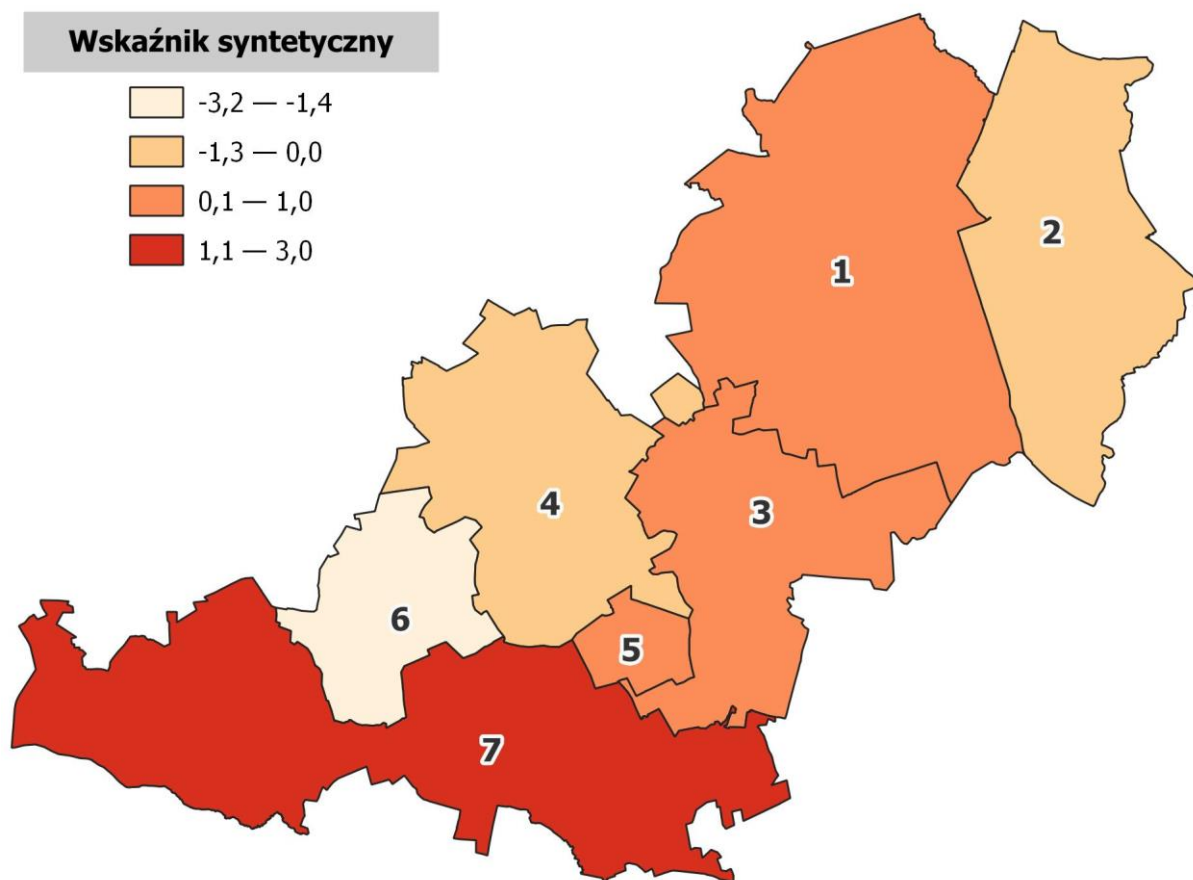 Wskaźnik syntetyczny
-3,2 — -1,4
-1,3 — 0,0
0,1 — 1,0
1,1 — 3,0
1
2
3
4
5
6
7